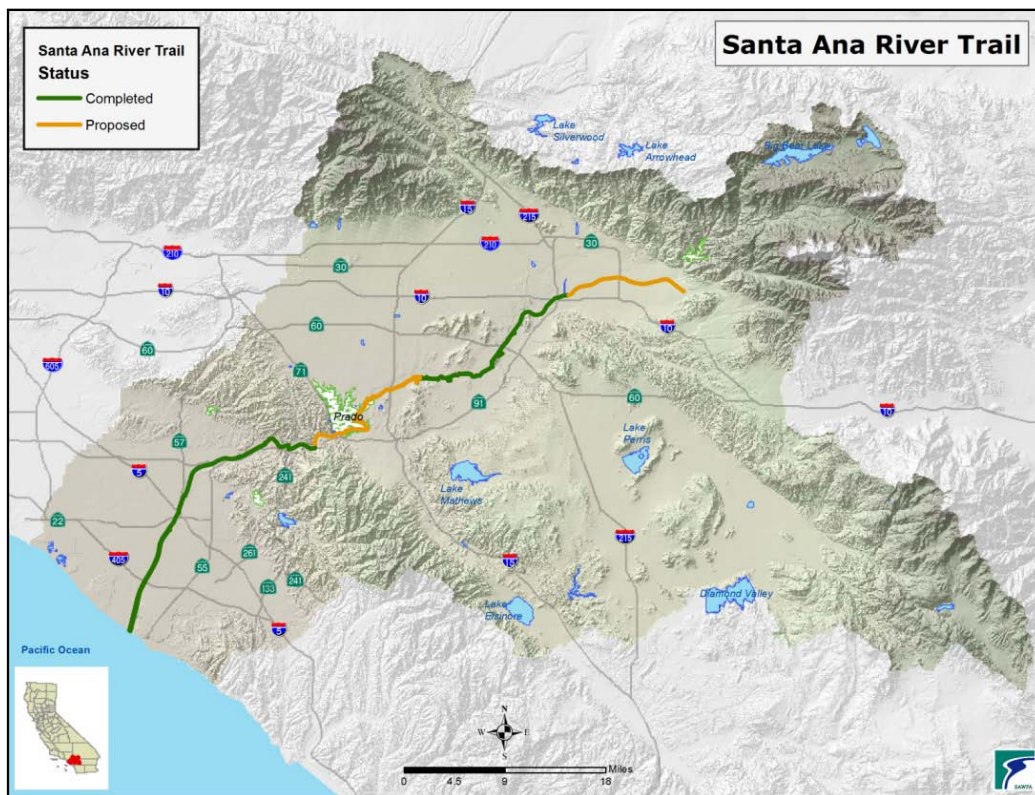 Santa Ana River Trail
Status
Completed
Proposed
Santa Ana River Trail
Lake
Silverwood
Lake
Arrowhead
Big Bear Lake
15
215
210
210
30
30
10
10
60
60
605
71
10
91
60
10
Prado
57
Lake
Perris
5
241
Lake
Mathews
22
405
55
261
133
241
215
15
Diamond Valley
Lake
Elsinore
5
Pacific Ocean
N
W
E
S
Miles
0
4.5
9
18
SAWPA